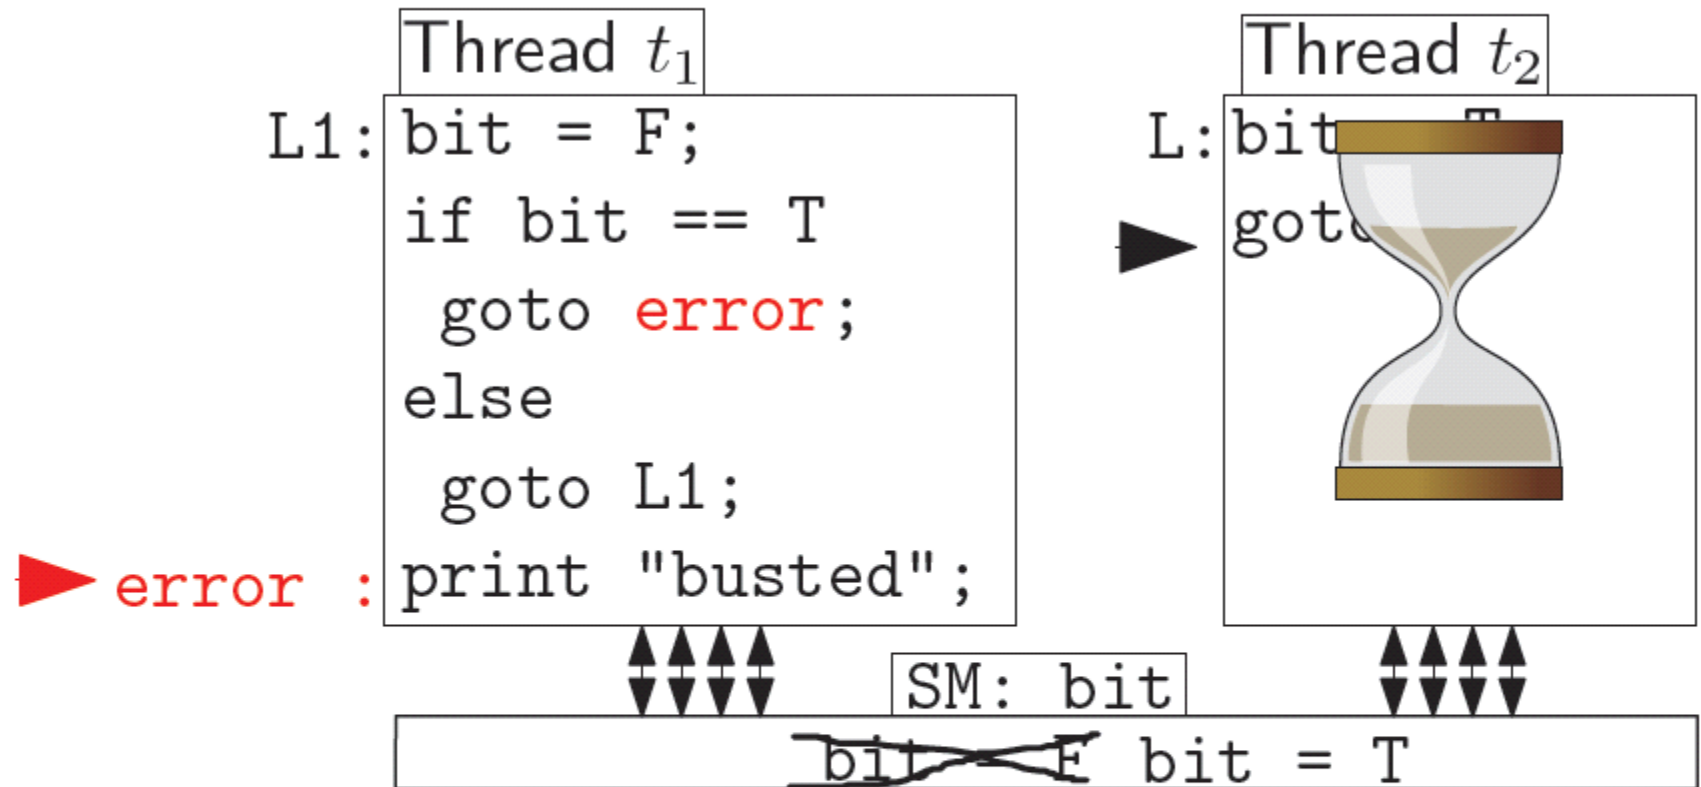 Thread t₁
L1: bit = F;
if bit == T
goto error;
else
goto L1;
error : print "busted";
Thread t₂
L: bit
goto
SM: bit
bit = F bit = T